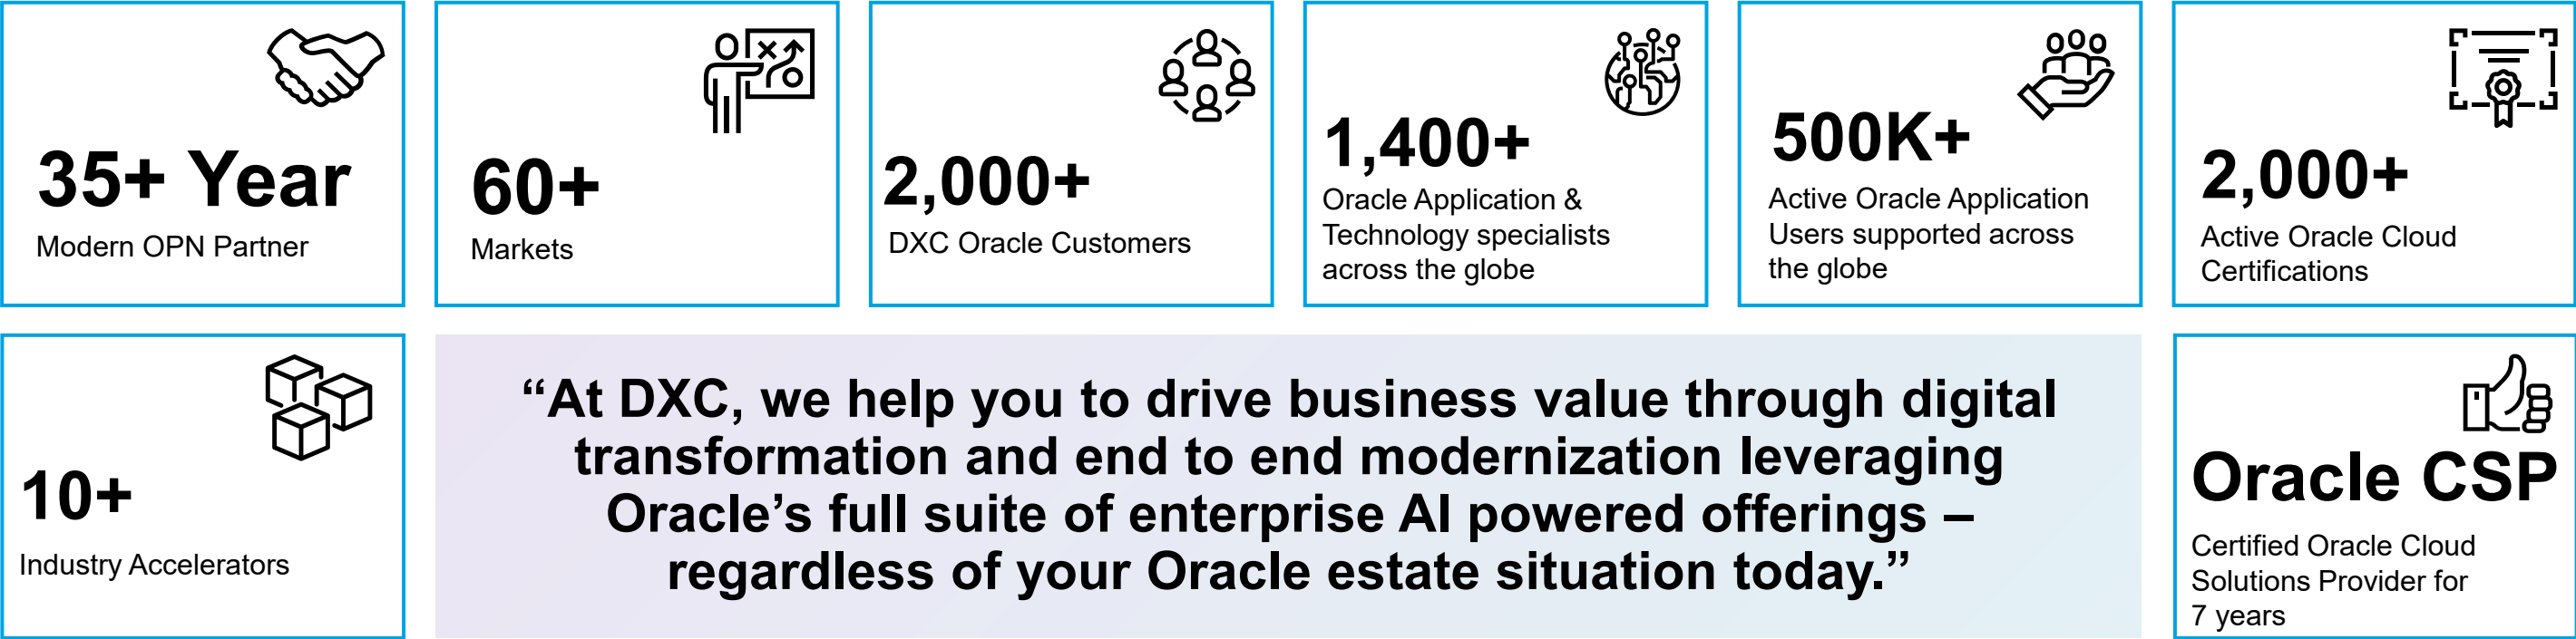 35+ Year
Modern OPN Partner
60+
Markets
2,000+
DXC Oracle Customers
1,400+
Oracle Application &
Technology specialists
across the globe
500K+
Active Oracle Application
Users supported across
the globe
2,000+
Active Oracle Cloud
Certifications
10+
Industry Accelerators
“At DXC, we help you to drive business value through digital
transformation and end to end modernization leveraging
Oracle’s full suite of enterprise AI powered offerings –
regardless of your Oracle estate situation today.”
Oracle CSP
Certified Oracle Cloud
Solutions Provider for
7 years